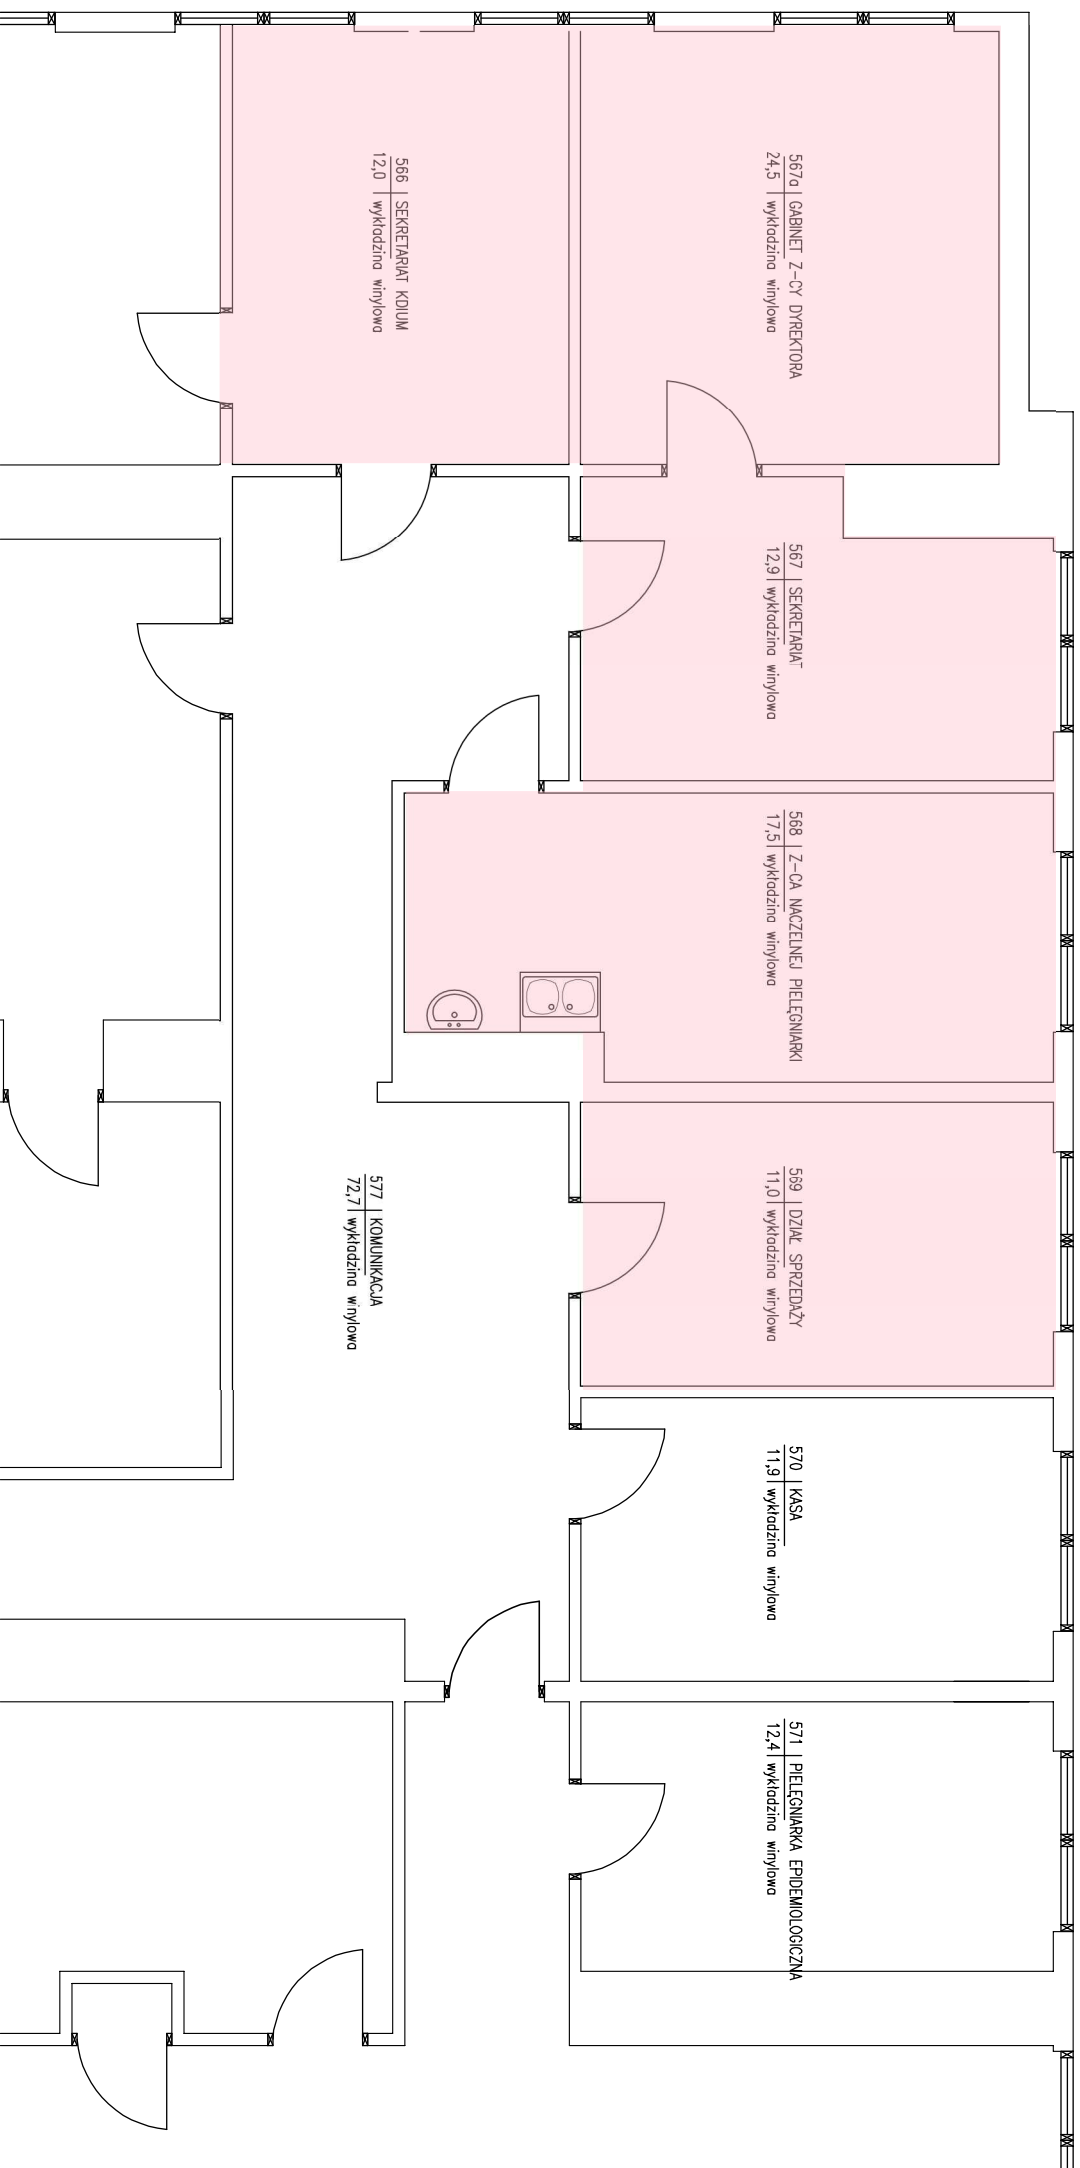 566 | SEKRETARIAT KDIUM
12,0 | wykładzina winylowa
567a | GABINET Z-CY DYREKTORA
24,5 | wykładzina winylowa
567 | SEKRETARIAT
12,9 | wykładzina winylowa
568 | Z-CA NACZELNEJ PIELĘGNIARKI
17,5 | wykładzina winylowa
577 | KOMUNIKACJA
72,7 | wykładzina winylowa
569 | DZIAŁ SPRZEDAŻY
11,0 | wykładzina winylowa
570 | KASA
11,9 | wykładzina winylowa
571 | PIELĘGNIARKA EPIDEMIOLOGICZNA
12,4 | wykładzina winylowa